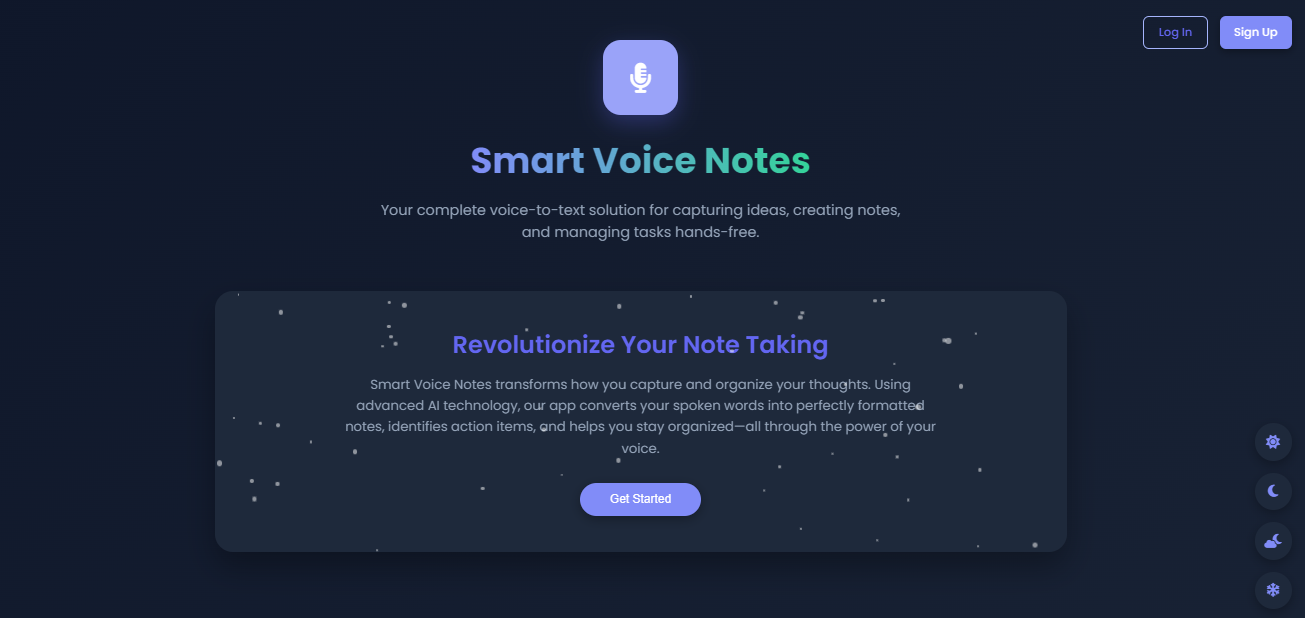 Log In
Sign Up
Smart Voice Notes
Your complete voice-to-text solution for capturing ideas, creating notes,
and managing tasks hands-free.
Revolutionize Your Note Taking
Smart Voice Notes transforms how you capture and organize your thoughts. Using
advanced AI technology, our app converts your spoken words into perfectly formatted
notes, identifies action items, and helps you stay organized—all through the power of your
voice.
Get Started